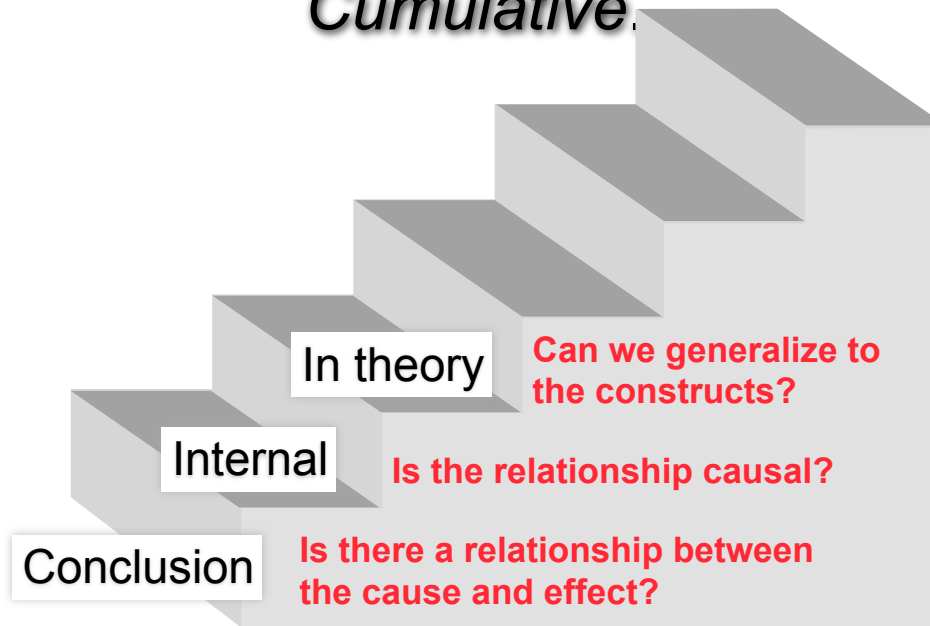 Cumulative.
In theory
Can we generalize to
the constructs?
Internal
Is the relationship causal?
Conclusion
Is there a relationship between
the cause and effect?